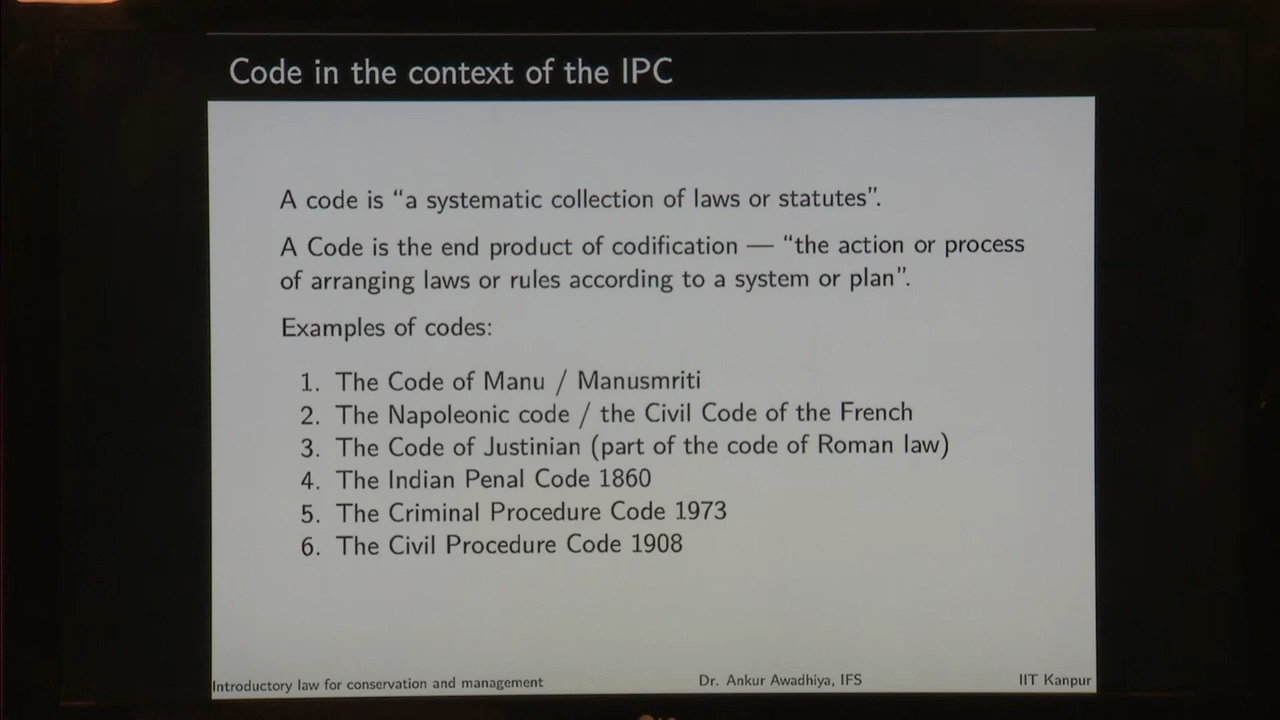 Code in the context of the IPC
A code is “a systematic collection of laws or statutes”.
A Code is the end product of codification — “the action or process
of arranging laws or rules according to a system or plan”.
Examples of codes:
1. The Code of Manu / Manusmriti
2. The Napoleonic code / the Civil Code of the French
3. The Code of Justinian (part of the code of Roman law)
4. The Indian Penal Code 1860
5. The Criminal Procedure Code 1973
6. The Civil Procedure Code 1908
Introductory law for conservation and management Dr. Ankur Awadhiya, IFS IIT Kanpur